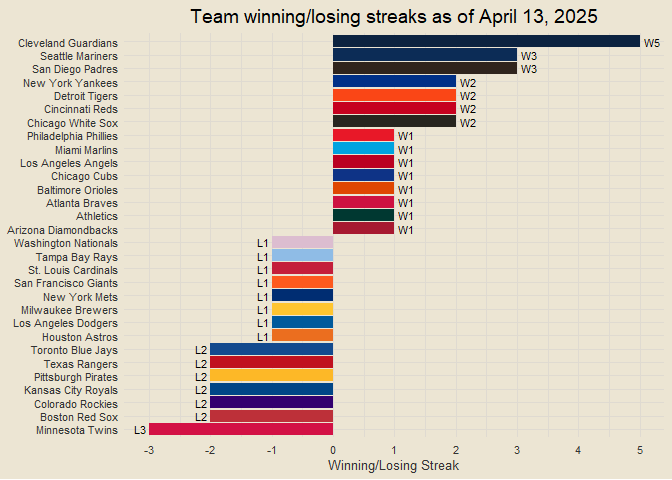 Team winning/losing streaks as of April 13, 2025
Cleveland Guardians W5
Seattle Mariners W3
San Diego Padres W3
New York Yankees W2
Detroit Tigers W2
Cincinnati Reds W2
Chicago White Sox W2
Philadelphia Phillies W1
Miami Marlins W1
Los Angeles Angels W1
Chicago Cubs W1
Baltimore Orioles W1
Atlanta Braves W1
Athletics W1
Arizona Diamondbacks W1
Washington Nationals L1
Tampa Bay Rays L1
St. Louis Cardinals L1
San Francisco Giants L1
New York Mets L1
Milwaukee Brewers L1
Los Angeles Dodgers L1
Houston Astros L1
Toronto Blue Jays L2
Texas Rangers L2
Pittsburgh Pirates L2
Kansas City Royals L2
Colorado Rockies L2
Boston Red Sox L2
Minnesota Twins L3
-3 -2 -1 0 1 2 3 4 5
Winning/Losing Streak